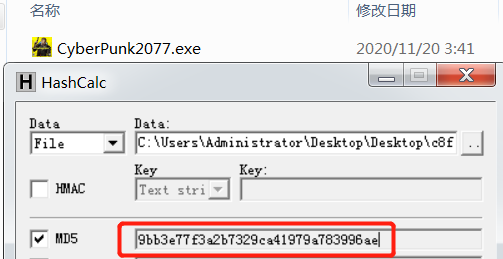 名称 修改日期
CyberPunk2077.exe 2020/11/20 3:41
H HashCalc
Data Data:
File C:\Users\Administrator\Desktop\Desktop\c8f ..
Key Key:
HMAC Text stri
MD5 9bb3e77f3a2b7329ca41979a783996ae